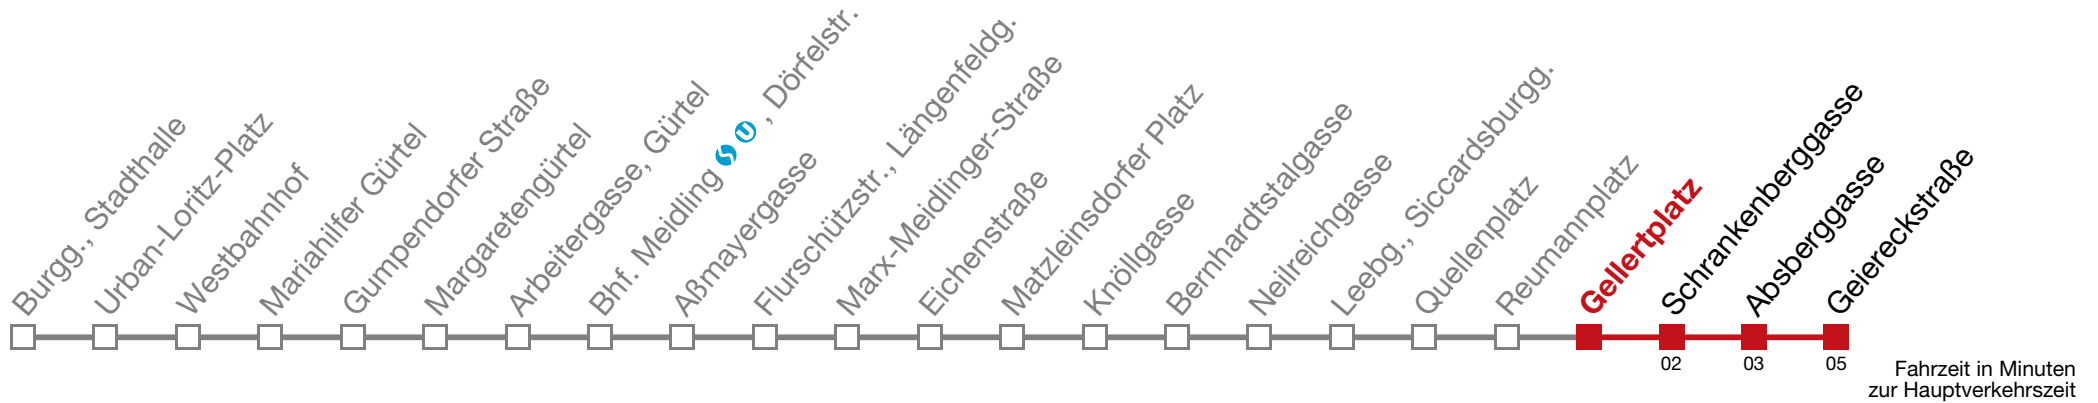 Burgg., Stadthalle
Urban-Loritz-Platz
Westbahnhof
Mariahilfer Gürtel
Gumpendorfer Straße
Margaretengürtel
Arbeitergasse, Gürtel
Bhf. Meidling S U , Dörfelstr.
Aßmayergasse
Flurschützstr., Längenfeldg.
Marx-Meidlinger-Straße
Eichenstraße
Matzleinsdorfer Platz
Knöllgasse
Bernhardtstalgasse
Neilreichgasse
Leebg., Siccardsburgg.
Quellenplatz
Reumannplatz
Gellertplatz
Schrankenberggasse
Absberggasse
Geiereckstraße
02
03
05
Fahrzeit in Minuten
zur Hauptverkehrszeit